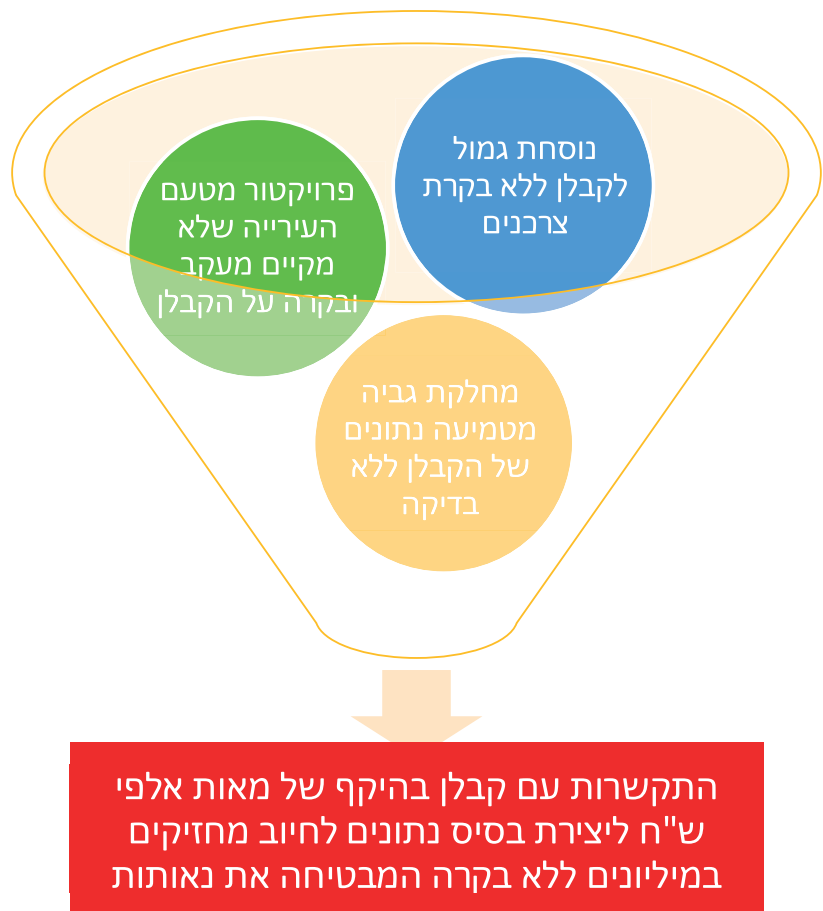 נוסחת גמול
לקבלן ללא בקרת
צרכנים
פרויקטור מטעם
העירייה שלא
מקיים מעקב
ובקרה על הקבלן
מחלקת גביה
מטמיעה נתונים
של הקבלן ללא
בדיקה
התקשרות עם קבלן בהיקף של מאות אלפי
ש"ח ליצירת בסיס נתונים לחיוב מחזיקים
במיליונים ללא בקרה המבטיחה את נאותות